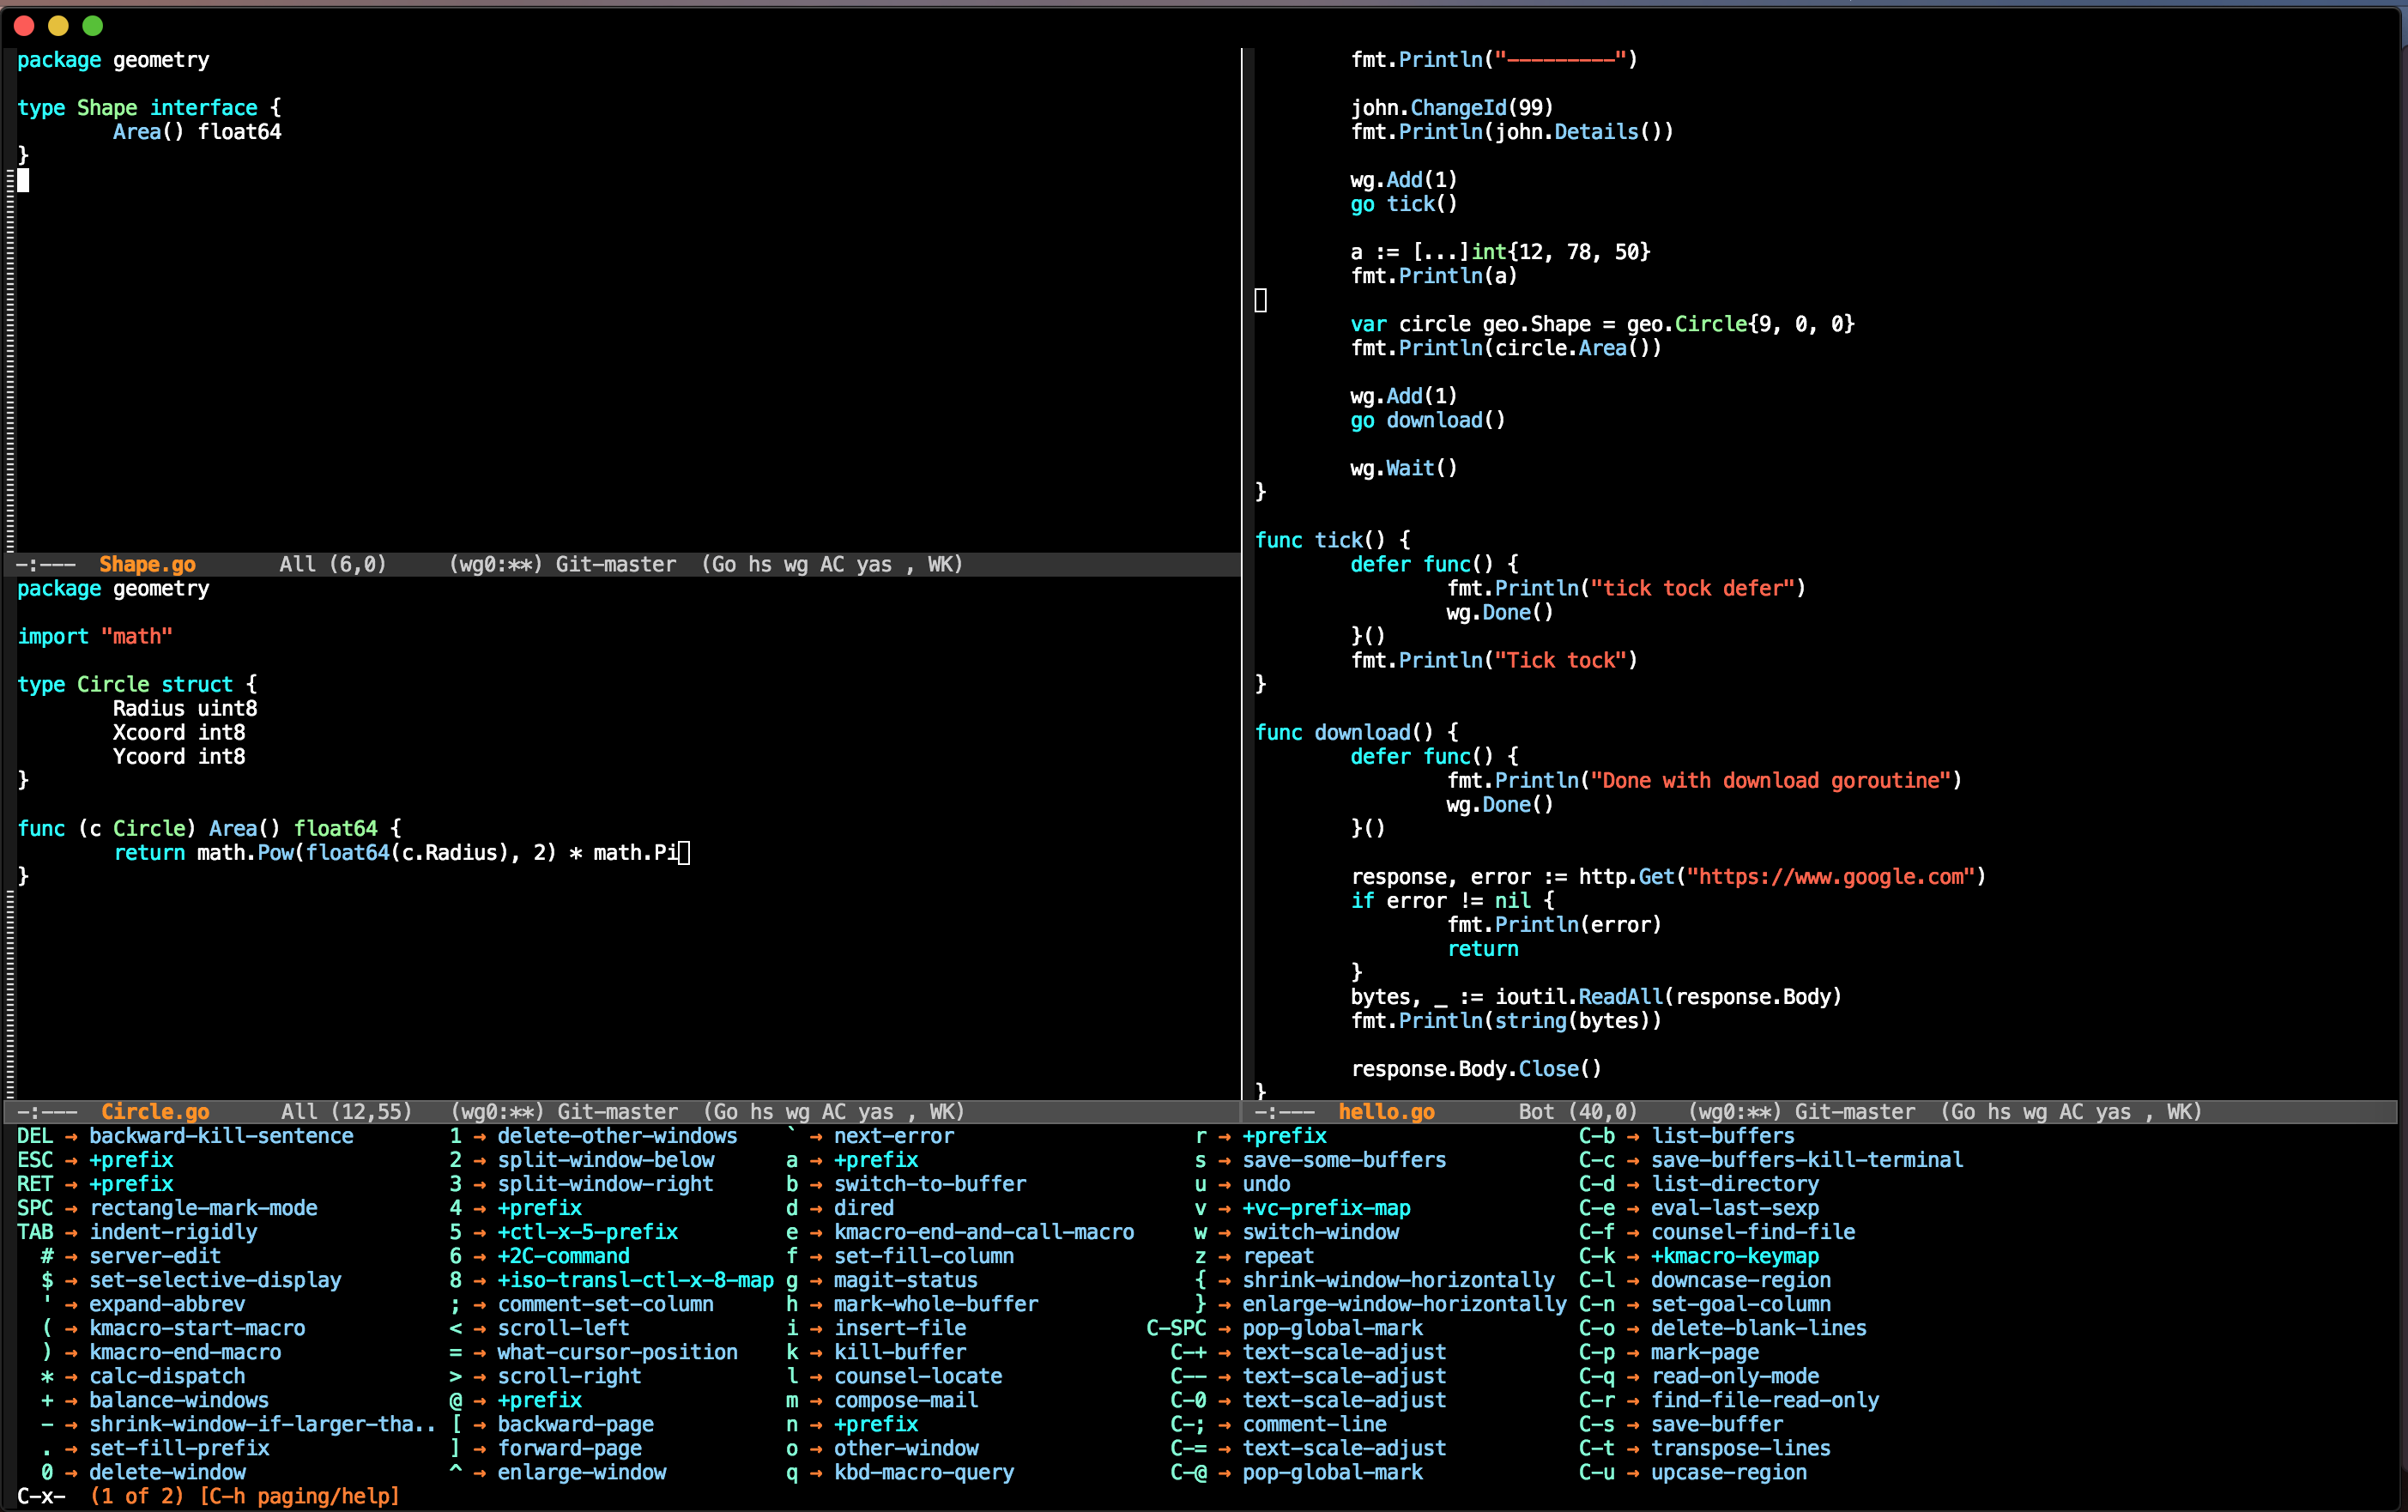 package geometry

type Shape interface {
        Area() float64
}
-:---  Shape.go       All (6,0)     (wg0:**) Git-master  (Go hs wg AC yas , WK)
package geometry

import "math"

type Circle struct {
        Radius uint8
        Xcoord int8
        Ycoord int8
}

func (c Circle) Area() float64 {
        return math.Pow(float64(c.Radius), 2) * math.Pi
}
-:---  Circle.go      All (12,55)   (wg0:**) Git-master  (Go hs wg AC yas , WK)
        fmt.Println("---------")

        john.ChangeId(99)
        fmt.Println(john.Details())

        wg.Add(1)
        go tick()

        a := [...]int{12, 78, 50}
        fmt.Println(a)

        var circle geo.Shape = geo.Circle{9, 0, 0}
        fmt.Println(circle.Area())

        wg.Add(1)
        go download()

        wg.Wait()
}

func tick() {
        defer func() {
                fmt.Println("tick tock defer")
                wg.Done()
        }()
        fmt.Println("Tick tock")
}

func download() {
        defer func() {
                fmt.Println("Done with download goroutine")
                wg.Done()
        }()

        response, error := http.Get("https://www.google.com")
        if error != nil {
                fmt.Println(error)
                return
        }
        bytes, _ := ioutil.ReadAll(response.Body)
        fmt.Println(string(bytes))

        response.Body.Close()
}
-:---  hello.go       Bot (40,0)    (wg0:**) Git-master  (Go hs wg AC yas , WK)
DEL → backward-kill-sentence        1 → delete-other-windows    ` → next-error                    r → +prefix                      C-b → list-buffers
ESC → +prefix                       2 → split-window-below      a → +prefix                       s → save-some-buffers            C-c → save-buffers-kill-terminal
RET → +prefix                       3 → split-window-right      b → switch-to-buffer              u → undo                         C-d → list-directory
SPC → rectangle-mark-mode           4 → +prefix                 d → dired                         v → +vc-prefix-map               C-e → eval-last-sexp
TAB → indent-rigidly                5 → +ctl-x-5-prefix         e → kmacro-end-and-call-macro     w → switch-window                C-f → counsel-find-file
  # → server-edit                   6 → +2C-command             f → set-fill-column               z → repeat                       C-k → +kmacro-keymap
  $ → set-selective-display         8 → +iso-transl-ctl-x-8-map g → magit-status                  { → shrink-window-horizontally   C-l → downcase-region
  ' → expand-abbrev                 ; → comment-set-column      h → mark-whole-buffer             } → enlarge-window-horizontally  C-n → set-goal-column
  ( → kmacro-start-macro            < → scroll-left             i → insert-file               C-SPC → pop-global-mark              C-o → delete-blank-lines
  ) → kmacro-end-macro              = → what-cursor-position    k → kill-buffer                 C-+ → text-scale-adjust            C-p → mark-page
  * → calc-dispatch                 > → scroll-right            l → counsel-locate              C-- → text-scale-adjust            C-q → read-only-mode
  + → balance-windows               @ → +prefix                 m → compose-mail                C-0 → text-scale-adjust            C-r → find-file-read-only
  - → shrink-window-if-larger-tha.. [ → backward-page           n → +prefix                     C-; → comment-line                 C-s → save-buffer
  . → set-fill-prefix               ] → forward-page            o → other-window                C-= → text-scale-adjust            C-t → transpose-lines
  0 → delete-window                 ^ → enlarge-window          q → kbd-macro-query             C-@ → pop-global-mark              C-u → upcase-region
C-x-  (1 of 2) [C-h paging/help]